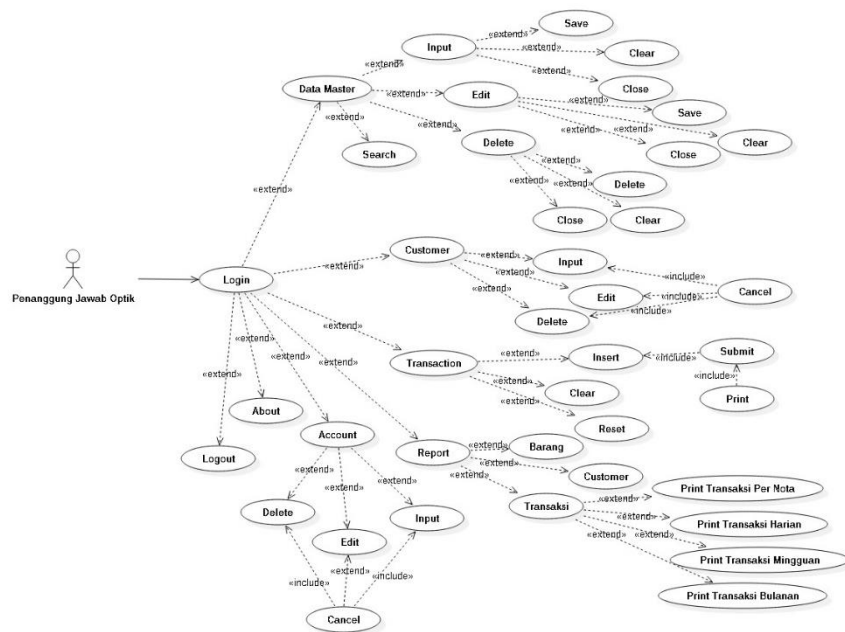 Save
«extend»
Input
«extend»
Clear
«extend»
«extend»
Close
Data Master
«extend»
Edit
«extend»
Save
«extend»
«extend»
«extend»
«extend»
Clear
Search
Delete
«extend»
Close
«extend»
«extend»
Delete
«extend»
Close
Clear
Customer
«extend»
Input
«extend»
«extend»
«include»
Penanggung Jawab Optik
Login
«extend»
Edit
«include»
Cancel
«include»
Delete
«extend»
Transaction
«extend»
Insert
«include»
Submit
«extend»
«extend»
«extend»
«include»
«extend»
«extend»
Clear
Print
«extend»
About
Reset
Account
Report
«extend»
Barang
Logout
«extend»
Customer
«extend»
«extend»
«extend»
«extend»
Print Transaksi Per Nota
Delete
Input
Transaksi
«extend»
«extend»
Print Transaksi Harian
Edit
«extend»
«extend»
Print Transaksi Mingguan
«include»
«include»
Print Transaksi Bulanan
Cancel